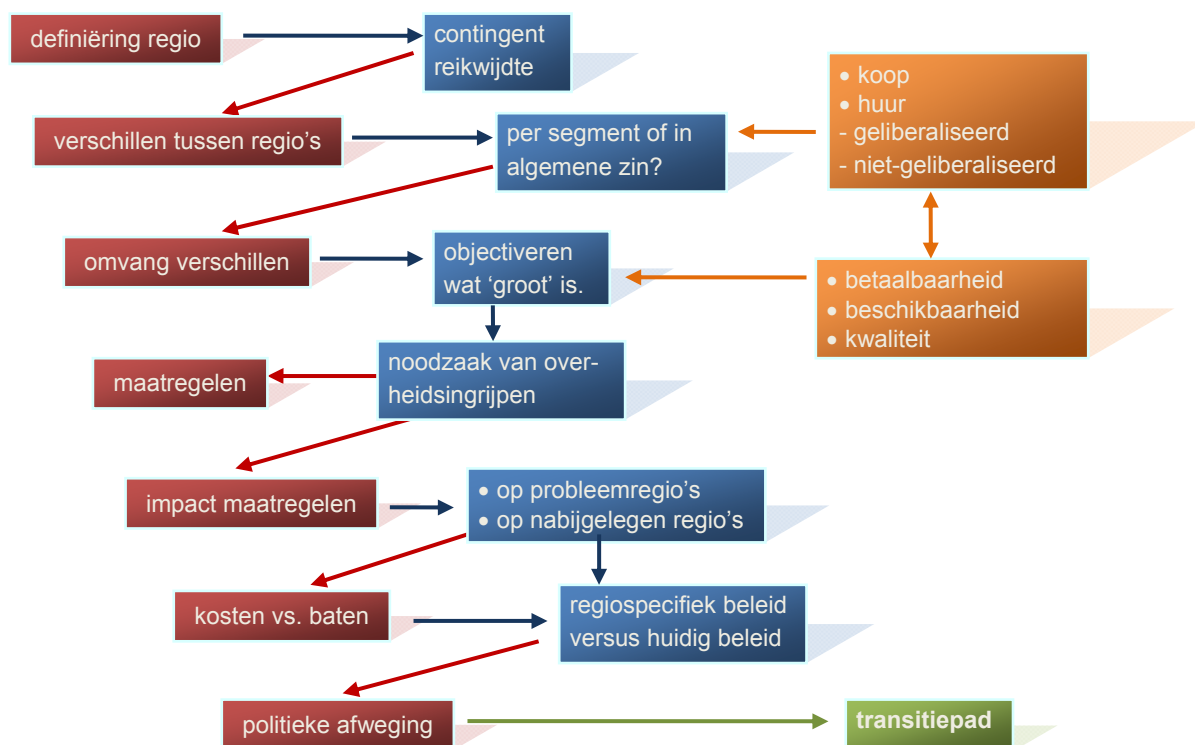 definiëring regio
contingent
reikwijdte
• koop
• huur
- geliberaliseerd
- niet-geliberaliseerd
verschillen tussen regio's
per segment of in
algemene zin?
omvang verschillen
objectiveren
wat ‘groot’ is.
• betaalbaarheid
• beschikbaarheid
• kwaliteit
maatregelen
noodzaak van over-
heidsingrijpen
impact maatregelen
• op probleemregio's
• op nabijgelegen regio's
kosten vs. baten
regiospecifiek beleid
versus huidig beleid
politieke afweging
transitiepad